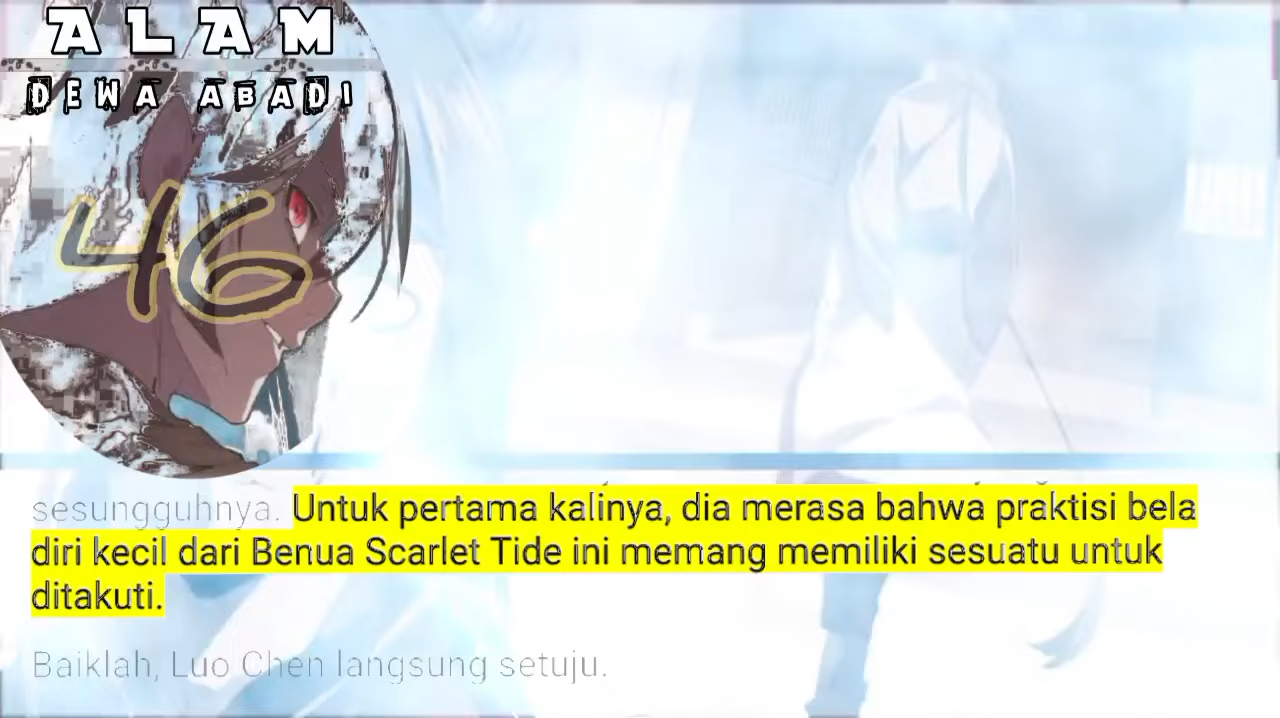 ALAM
DEWA ABADI
46
sesungguhnya. Untuk pertama kalinya, dia merasa bahwa praktisi bela
diri kecil dari Benua Scarlet Tide ini memang memiliki sesuatu untuk
ditakuti.
Baiklah, Luo Chen langsung setuju.